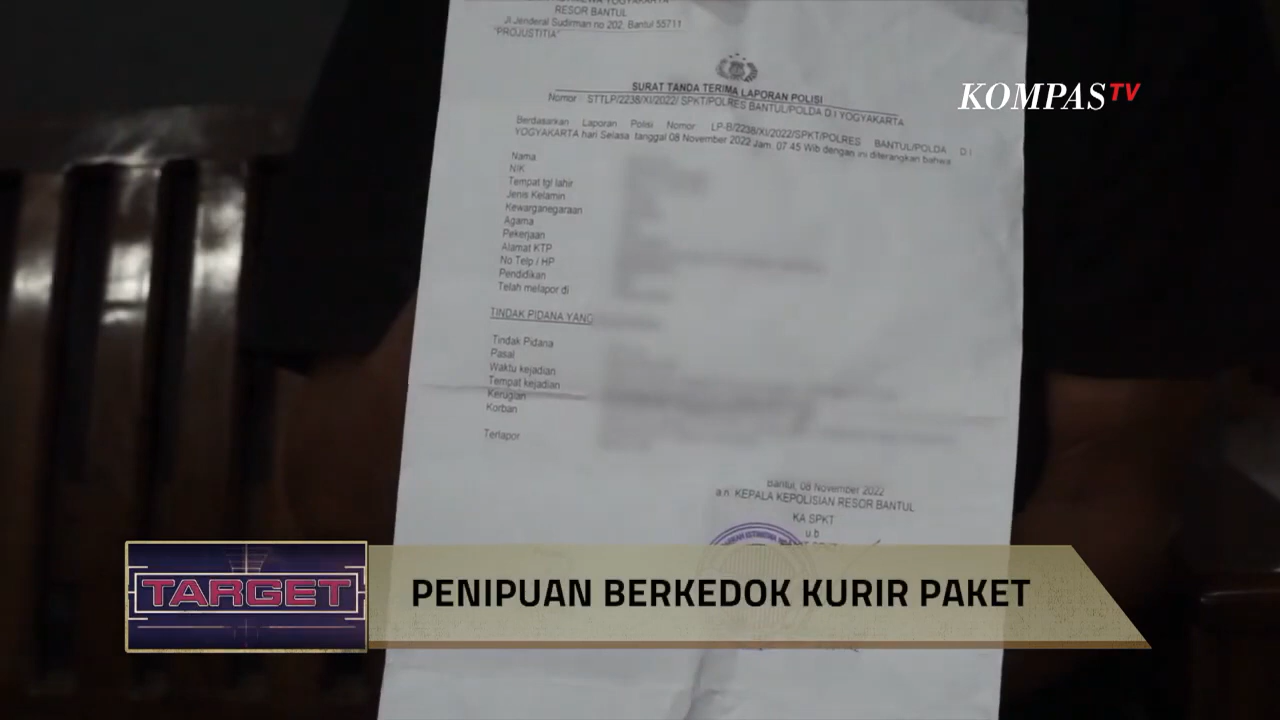 RESOR BANTUL
Jl Jenderal Sudirman no 202, Bantul 55711
"PROJUSTITIA"
SURAT TANDA TERIMA LAPORAN POLISI
Nomor : STTLP/2238/XI/2022/ SPKT/POLRES BANTUL/POLDA D.I YOGYAKARTA
KOMPASTV
Berdasarkan Laporan Polisi Nomor LP-B/2238/XI/2022/SPKT/POLRES BANTUL/POLDA D I
YOGYAKARTA hari Selasa tanggal 08 November 2022 Jam. 07 45 Wib dengan ini diterangkan bahwa
Nama
NIK
Tempat tgl lahir
Jenis Kelamin
Kewarganegaraan
Agama
Pekerjaan
Alamat KTP
No Telp / HP
Pendidikan
Telah melapor di
TINDAK PIDANA YANG
Tindak Pidana
Pasal
Waktu kejadian
Tempat kejadian
Kerugian
Korban
Terlapor
Bantul, 08 November 2022
a.n. KEPALA KEPOLISIAN RESOR BANTUL
KA SPKT
u.b
TARGET
PENIPUAN BERKEDOK KURIR PAKET